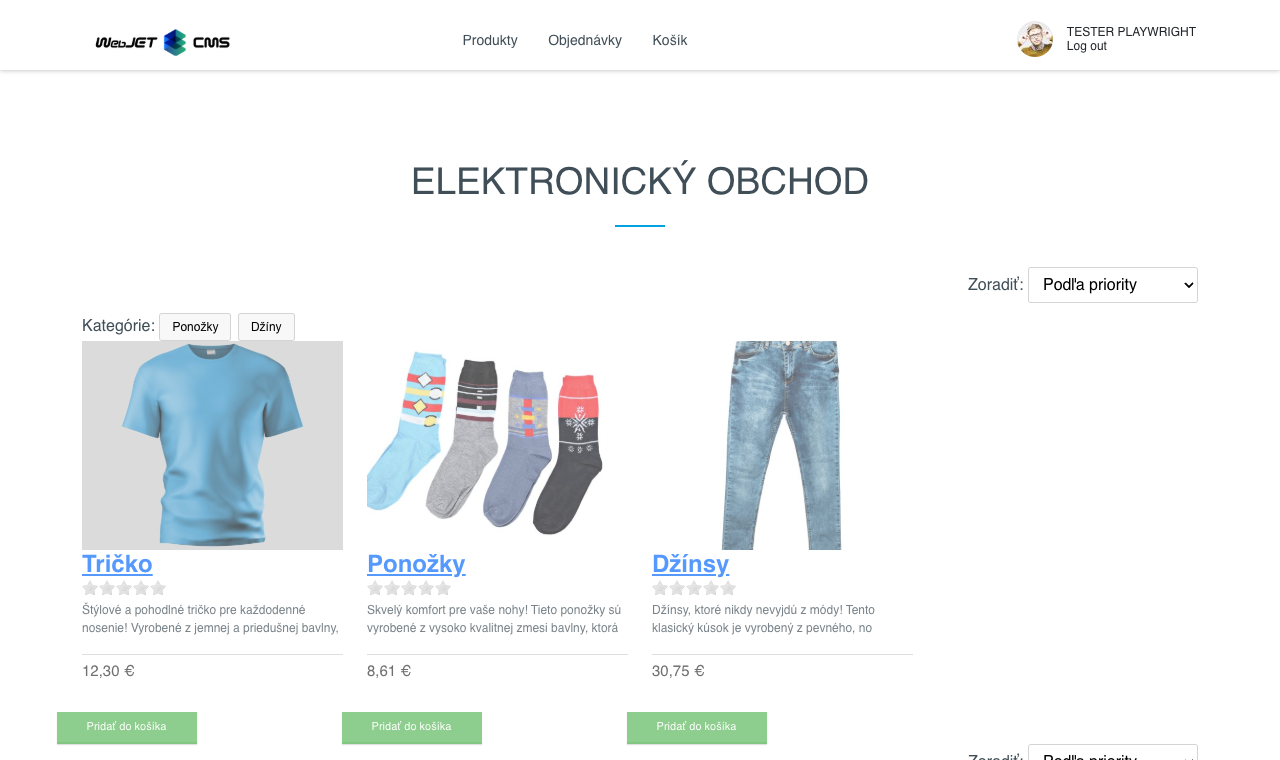 WebJET CMS
Produkty Objednávky Košík
TESTER PLAYWRIGHT
Log out
ELEKTRONICKÝ OBCHOD
Zoradiť: Podľa priority
Kategórie: Ponožky Džíny
Tričko
Štýlové a pohodlné tričko pre každodenné
nosenie! Vyrobené z jemnej a priedušnej bavlny,
12,30 €
Pridať do košíka
Ponožky
Skvelý komfort pre vaše nohy! Tieto ponožky sú
vyrobené z vysoko kvalitnej zmesi bavlny, ktorá
8,61 €
Pridať do košíka
Džínsy
Džínsy, ktoré nikdy nevyjdú z módy! Tento
klasický kúsok je vyrobený z pevného, no
30,75 €
Pridať do košíka
Zoradiť: Podľa priority